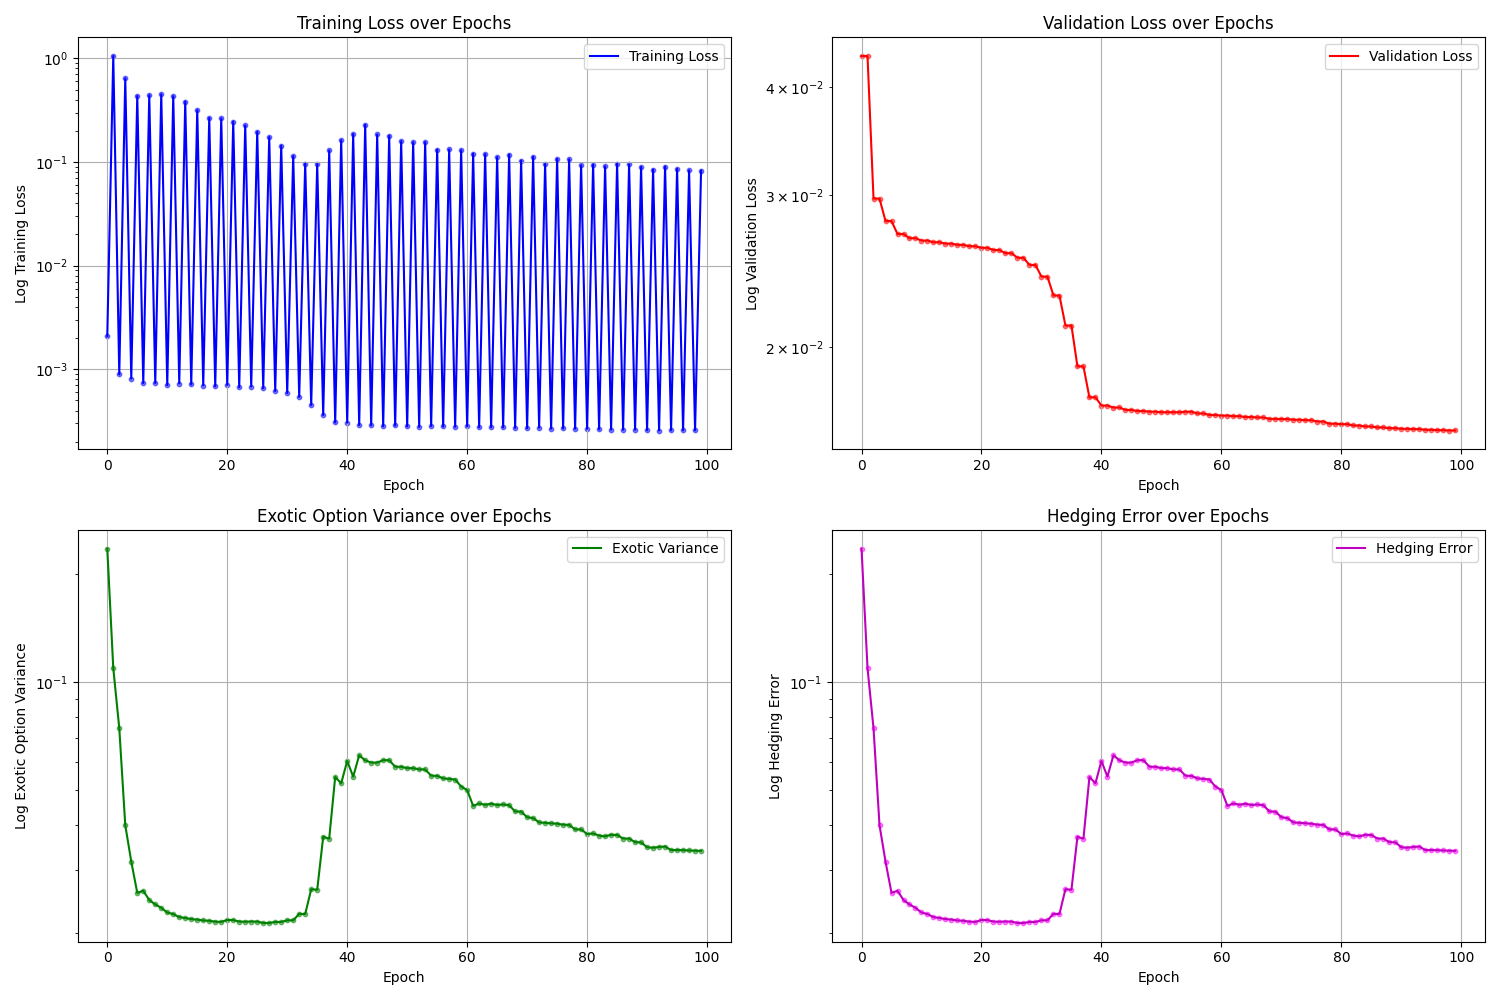 Training Loss over Epochs
Training Loss
Log Training Loss
10⁰
10⁻¹
10⁻²
10⁻³
0 20 40 60 80 100
Epoch
Validation Loss over Epochs
Validation Loss
Log Validation Loss
4 × 10⁻²
3 × 10⁻²
2 × 10⁻²
0 20 40 60 80 100
Epoch
Exotic Option Variance over Epochs
Exotic Variance
Log Exotic Option Variance
10⁻¹
0 20 40 60 80 100
Epoch
Hedging Error over Epochs
Hedging Error
Log Hedging Error
10⁻¹
0 20 40 60 80 100
Epoch